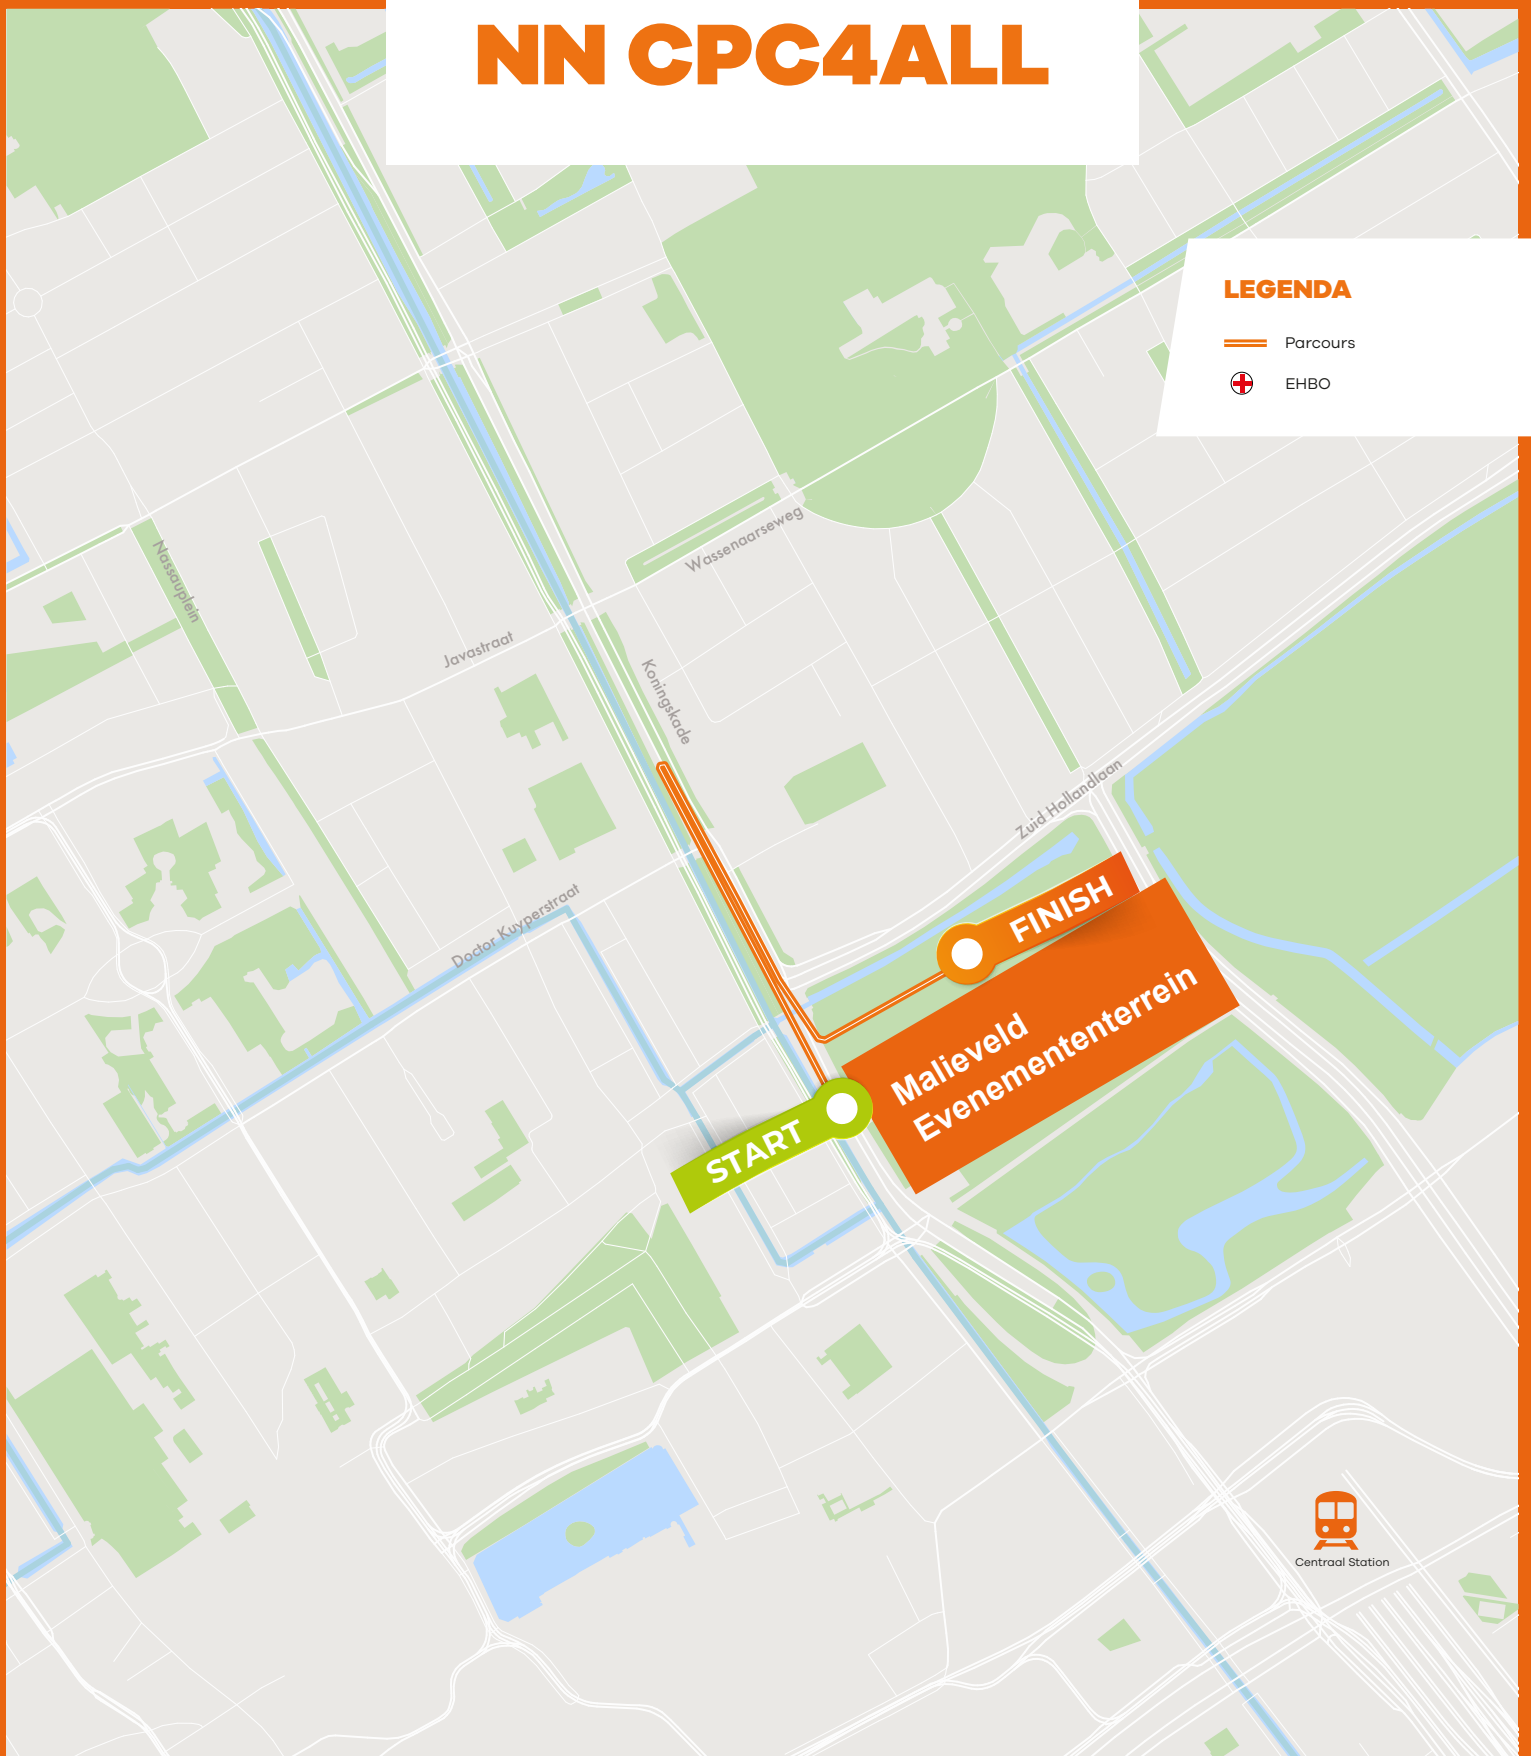 NN CPC4ALL
LEGENDA
Parcours
EHBO
Wassenaarseweg
Nassauplein
Javastraat
Koningskade
Zuid Hollandlaan
Doctor Kuyperstraat
FINISH
Malieveld
Evenemententerrein
START
Centraal Station